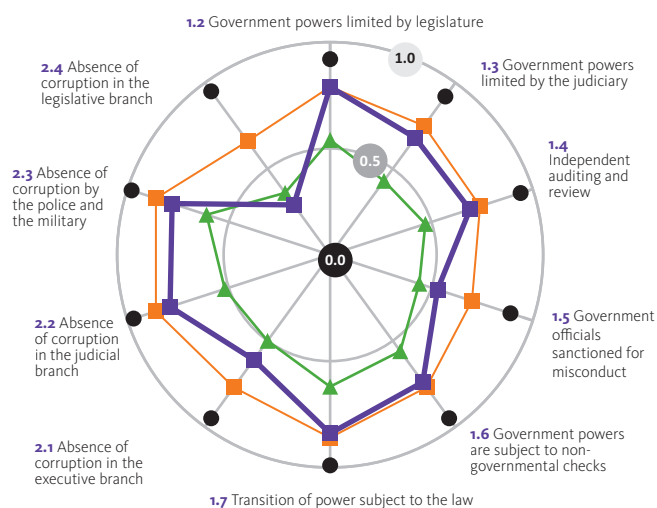 1.2 Government powers limited by legislature
1.0
1.3 Government powers
limited by the judiciary
2.4 Absence of
corruption in the
legislative branch
1.4
Independent
auditing and
review
0.5
2.3 Absence of
corruption by
the police and
the military
0.0
1.5 Government
officials
sanctioned for
misconduct
2.2 Absence
of corruption
in the judicial
branch
1.6 Government powers
are subject to non-
governmental checks
2.1 Absence of
corruption in the
executive branch
1.7 Transition of power subject to the law